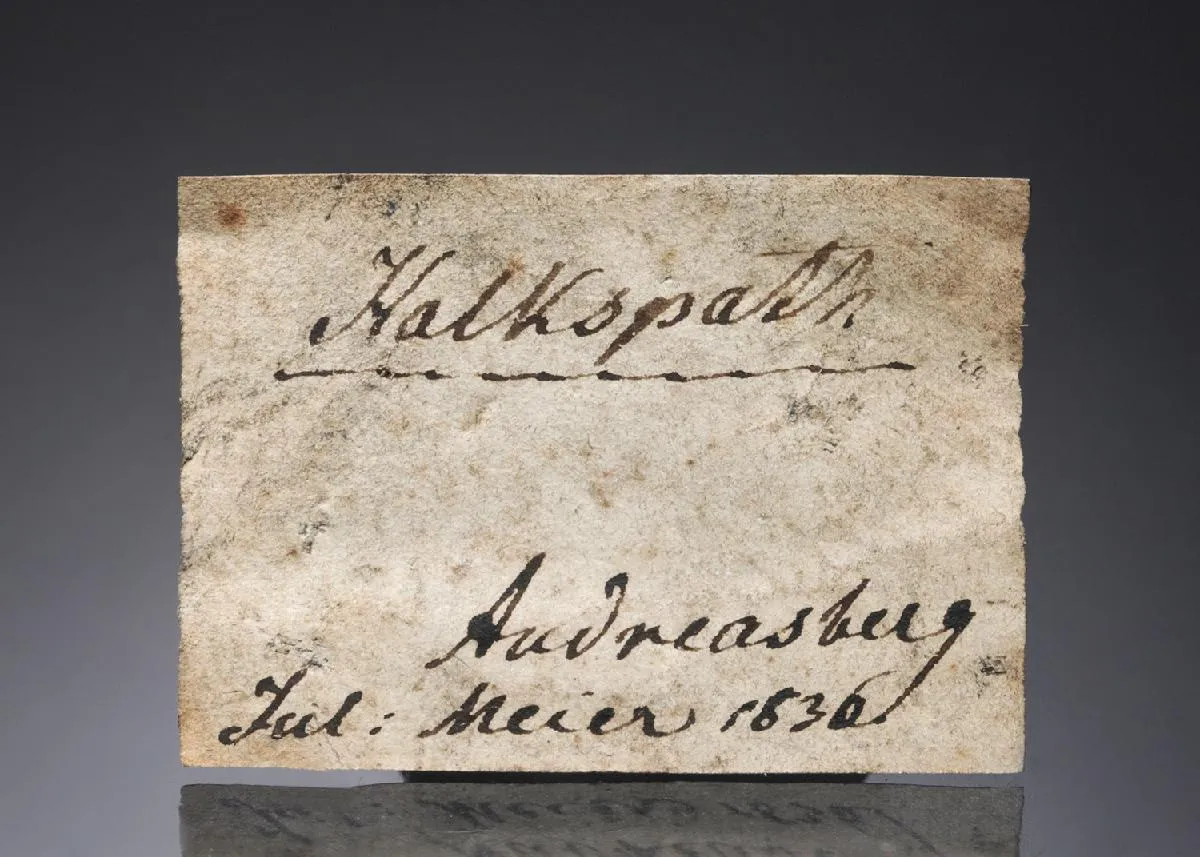 Kalkspath
Andreasberg
Jul: Meier 1836